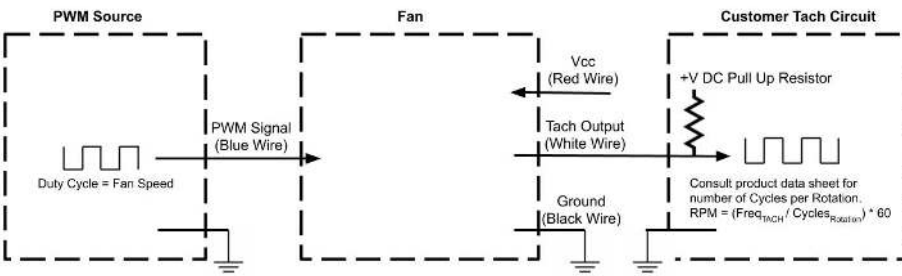 PWM Source
Fan
Customer Tach Circuit
Vcc
(Red Wire)
+V DC Pull Up Resistor
PWM Signal
(Blue Wire)
Tach Output
(White Wire)
Duty Cycle = Fan Speed
Consult product data sheet for
number of Cycles per Rotation.
RPM = (Freq_TACH / Cycles_Rotation) * 60
Ground
(Black Wire)